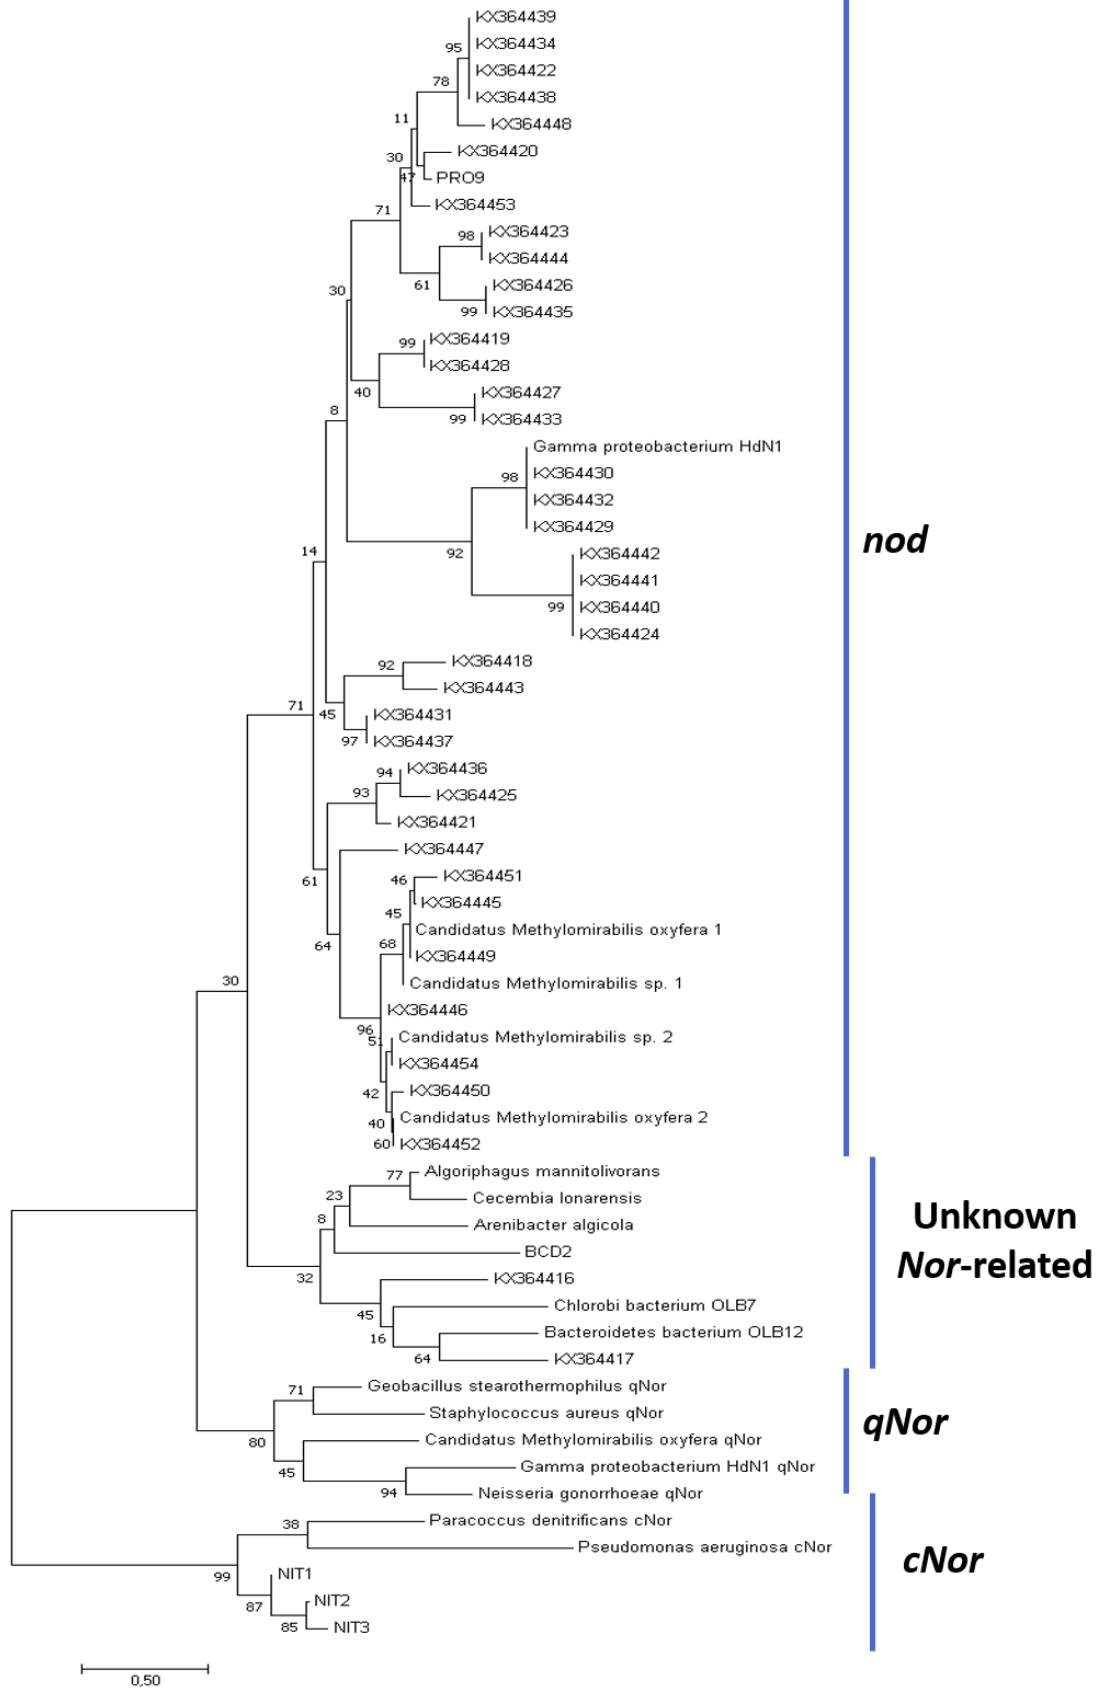 KX364439
95
KX364434
KX364422
78
KX364438
11
KX364448
30
KX364420
47
PRO9
71
KX364453
98
KX364423
KX364444
61
KX364426
30
99
KX364435
99
KX364419
KX364428
40
KX364427
8
99
KX364433
Gamma proteobacterium HdN1
98
KX364430
KX364432
KX364429
nod
14
92
KX364442
KX364441
99
KX364440
KX364424
92
KX364418
KX364443
71
45
KX364431
97
KX364437
94
KX364436
93
KX364425
KX364421
KX364447
61
46
KX364451
45
KX364445
Candidatus Methylomirabilis oxyfera 1
64
68
KX364449
Candidatus Methylomirabilis sp. 1
30
KX364446
96
51
Candidatus Methylomirabilis sp. 2
KX364454
42
KX364450
40
Candidatus Methylomirabilis oxyfera 2
60
KX364452
77
Algoriphagus mannitolivorans
23
Cecembia lonarensis
8
Arenibacter algicola
Unknown
BCD2
Nor-related
32
KX364416
45
Chlorobi bacterium OLB7
16
Bacteroidetes bacterium OLB12
64
KX364417
71
Geobacillus stearothermophilus qNor
Staphylococcus aureus qNor
qNor
80
Candidatus Methylomirabilis oxyfera qNor
45
Gamma proteobacterium HdN1 qNor
94
Neisseria gonorrhoeae qNor
38
Paracoccus denitrificans cNor
Pseudomonas aeruginosa cNor
cNor
99
NIT1
87
NIT2
85
NIT3
0,50